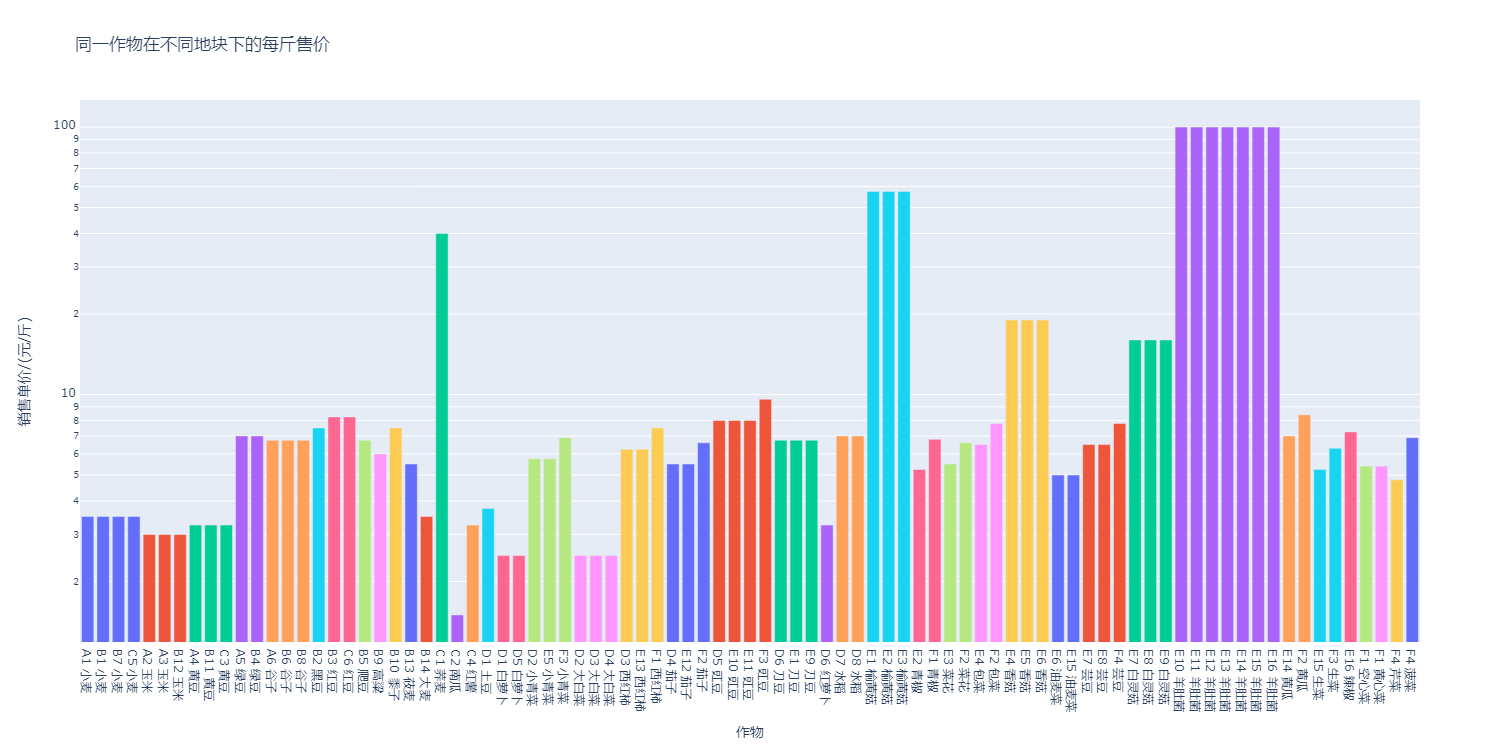 同一作物在不同地块下的每斤售价
销售单价/(元/斤)
100
9
8
7
6
5
4
3
2
10
9
8
7
6
5
4
3
2
A1 小麦
B1 小麦
B7 小麦
C5 小麦
A2 玉米
A3 玉米
B12 玉米
A4 黄豆
B11 黄豆
C3 黄豆
A5 绿豆
B4 绿豆
A6 谷子
B6 谷子
B8 谷子
B2 黑豆
B3 红豆
C6 红豆
B5 爬豆
B9 高粱
B10 黍子
B13 莜麦
B14 大麦
C1 荞麦
C2 南瓜
C4 红薯
D1 土豆
D1 白萝卜
D5 白萝卜
D2 小青菜
E5 小青菜
F3 小青菜
D2 大白菜
D3 大白菜
D4 大白菜
D3 西红柿
E13 西红柿
F1 西红柿
D4 茄子
E12 茄子
F2 茄子
D5 豇豆
E10 豇豆
E11 豇豆
F3 豇豆
D6 刀豆
E1 刀豆
E9 刀豆
D6 红萝卜
D7 水稻
D8 水稻
E1 榆黄菇
E2 榆黄菇
E3 榆黄菇
E2 青椒
F1 青椒
E3 菜花
F2 菜花
E4 包菜
F2 包菜
E4 香菇
E5 香菇
E6 香菇
E6 油麦菜
E15 油麦菜
E7 芸豆
E8 芸豆
F4 芸豆
E7 白灵菇
E8 白灵菇
E9 白灵菇
E10 羊肚菌
E11 羊肚菌
E12 羊肚菌
E13 羊肚菌
E14 羊肚菌
E15 羊肚菌
E16 羊肚菌
E14 黄瓜
F2 黄瓜
E15 生菜
F3 生菜
E16 辣椒
F1 空心菜
F1 黄心菜
F4 芹菜
F4 菠菜
作物